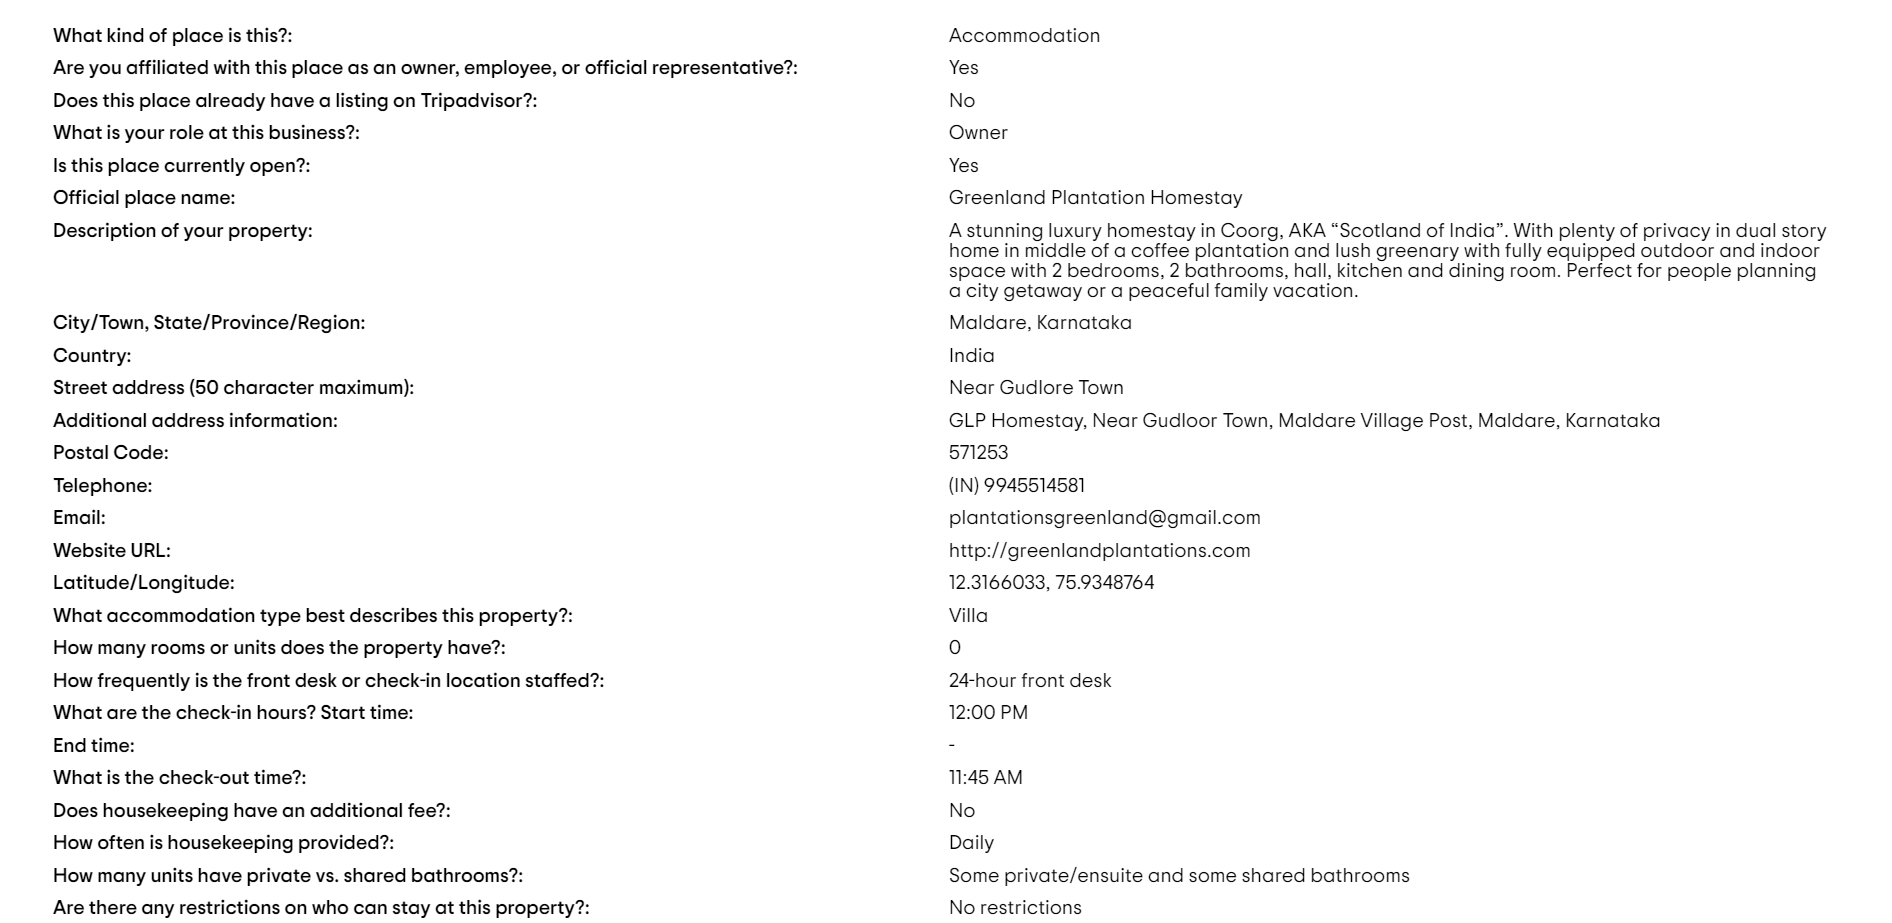 What kind of place is this?: Accommodation
Are you affiliated with this place as an owner, employee, or official representative?: Yes
Does this place already have a listing on Tripadvisor?: No
What is your role at this business?: Owner
Is this place currently open?: Yes
Official place name: Greenland Plantation Homestay
Description of your property: A stunning luxury homestay in Coorg, AKA “Scotland of India”. With plenty of privacy in dual story
home in middle of a coffee plantation and lush greenary with fully equipped outdoor and indoor
space with 2 bedrooms, 2 bathrooms, hall, kitchen and dining room. Perfect for people planning
a city getaway or a peaceful family vacation.
City/Town, State/Province/Region: Maldare, Karnataka
Country: India
Street address (50 character maximum): Near Gudlore Town
Additional address information: GLP Homestay, Near Gudloor Town, Maldare Village Post, Maldare, Karnataka
Postal Code: 571253
Telephone: (IN) 9945514581
Email: plantationsgreenland@gmail.com
Website URL: http://greenlandplantations.com
Latitude/Longitude: 12.3166033, 75.9348764
What accommodation type best describes this property?: Villa
How many rooms or units does the property have?: 0
How frequently is the front desk or check-in location staffed?: 24-hour front desk
What are the check-in hours? Start time: 12:00 PM
End time: -
What is the check-out time?: 11:45 AM
Does housekeeping have an additional fee?: No
How often is housekeeping provided?: Daily
How many units have private vs. shared bathrooms?: Some private/ensuite and some shared bathrooms
Are there any restrictions on who can stay at this property?: No restrictions